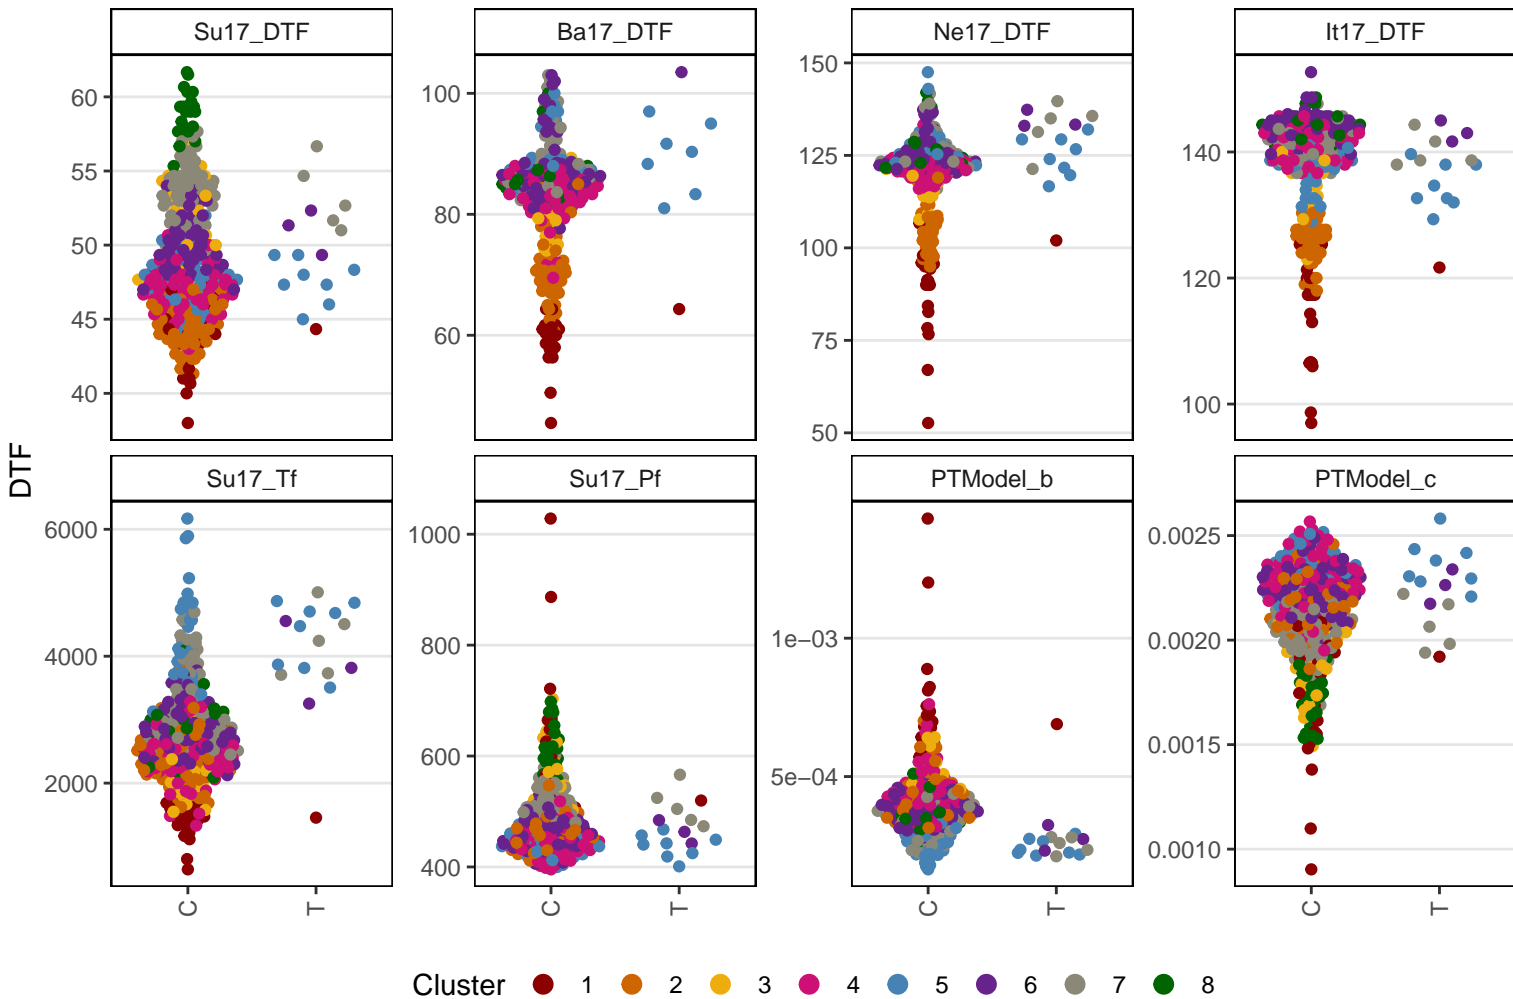 Su17_DTF
Ba17_DTF
Ne17_DTF
It17_DTF
60
55
50
45
40
100
80
60
150
125
100
75
50
140
120
100
DTF
Su17_Tf
Su17_Pf
PTModel_b
PTModel_c
6000
4000
2000
1000
800
600
400
1e-03
5e-04
0.0025
0.0020
0.0015
0.0010
C T C T C T C T
Cluster 1 2 3 4 5 6 7 8